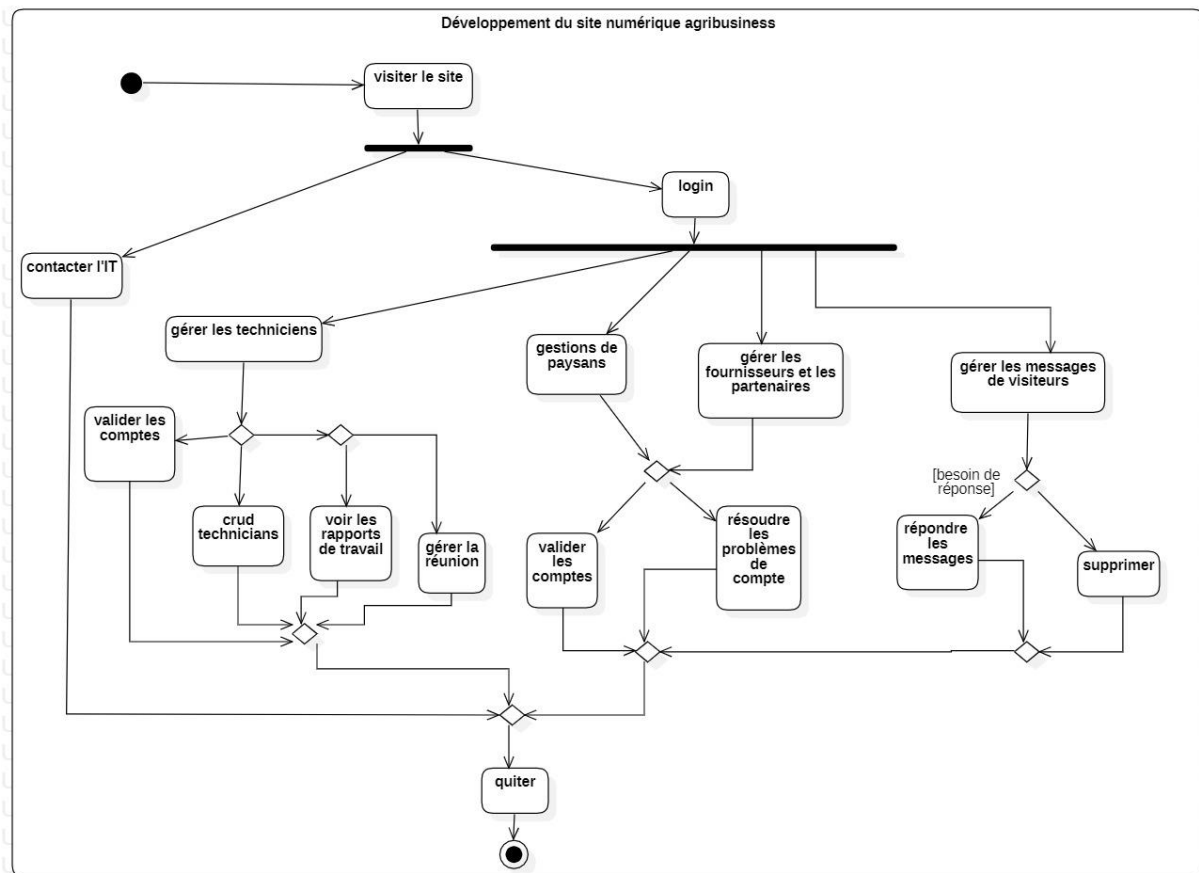 Développement du site numérique agribusiness
visiter le site
login
contacter l'IT
gérer les techniciens
gestions de
paysans
gérer les
fournisseurs et les
partenaires
gérer les messages
de visiteurs
valider les
comptes
[besoin de
réponse]
crud
technicians
voir les
rapports
de travail
gérer la
réunion
valider
les
comptes
résoudre
les
problèmes
de
compte
répondre
les
messages
supprimer
quiter